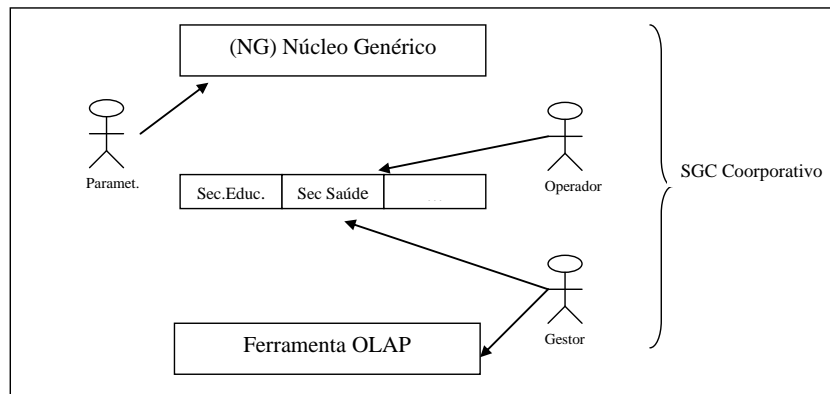 (NG) Núcleo Genérico
Paramet.
Operador
SGC Coorporativo
Sec.Educ.
Sec Saúde
...
Gestor
Ferramenta OLAP